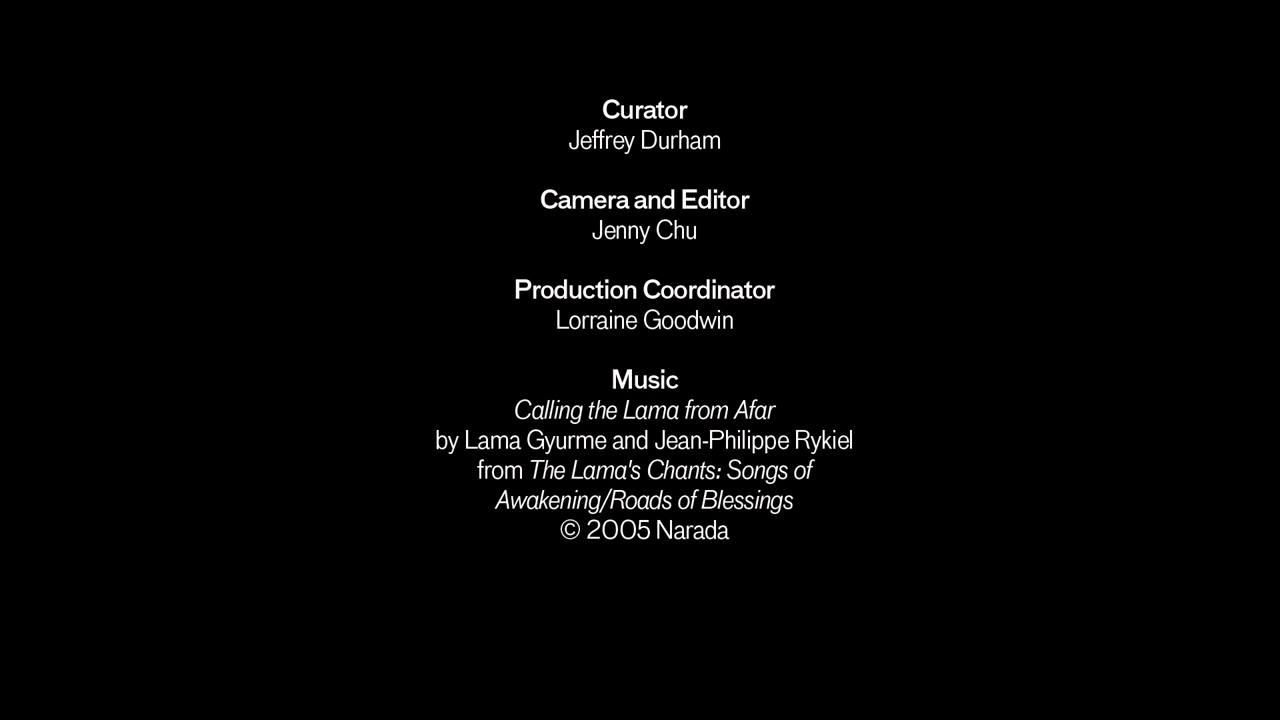 Curator
Jeffrey Durham
Camera and Editor
Jenny Chu
Production Coordinator
Lorraine Goodwin
Music
Calling the Lama from Afar
by Lama Gyurme and Jean-Philippe Rykiel
from The Lama's Chants: Songs of
Awakening/Roads of Blessings
© 2005 Narada